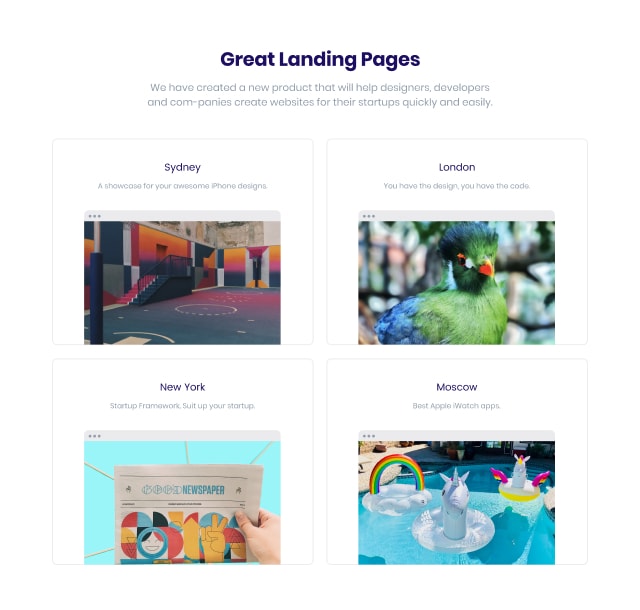 Great Landing Pages
We have created a new product that will help designers, developers
and com-panies create websites for their startups quickly and easily.
Sydney
A showcase for your awesome iPhone designs.
London
You have the design, you have the code.
New York
Startup Framework, Suit up your startup.
Moscow
Best Apple iWatch apps.
GOOD NEWSPAPER